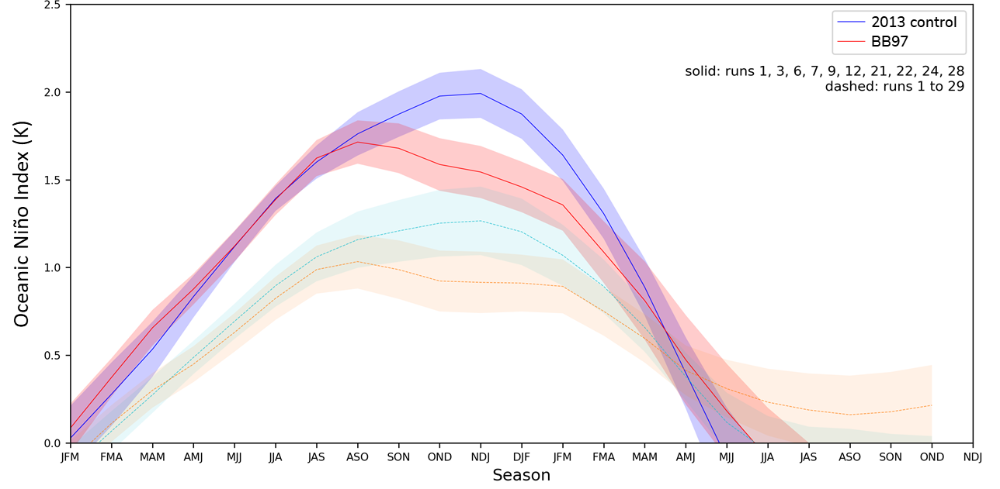 2.5
2.0
1.5
1.0
0.5
0.0
Oceanic Niño Index (K)
2013 control
BB97
solid: runs 1, 3, 6, 7, 9, 12, 21, 22, 24, 28
dashed: runs 1 to 29
JFM FMA MAM AMJ MJJ JJA JAS ASO SON OND NDJ DJF JFM FMA MAM AMJ MJJ JJA JAS ASO SON OND NDJ
Season